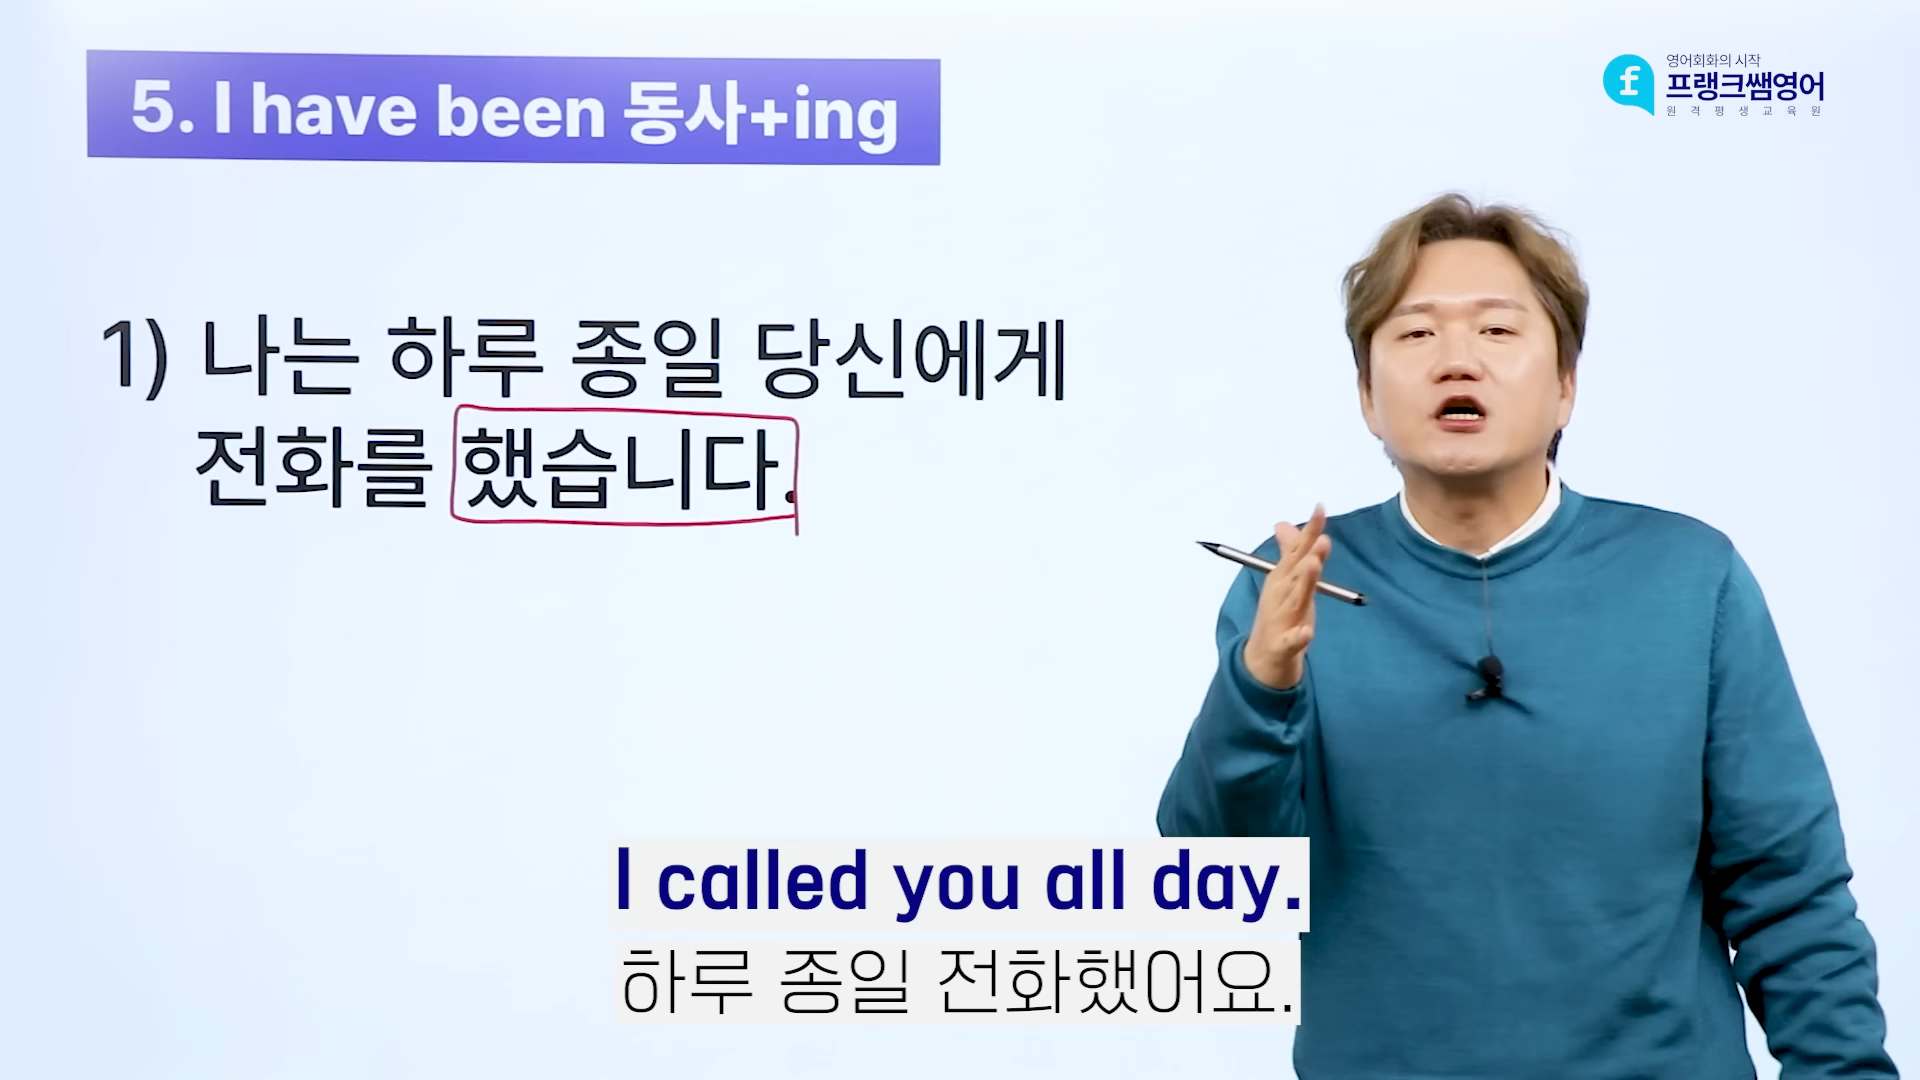 5. I have been 동사+ing
영어회화의 시작
프랭크쌤영어
원격평생교육원
1) 나는 하루 종일 당신에게
전화를 했습니다.
I called you all day.
하루 종일 전화했어요.